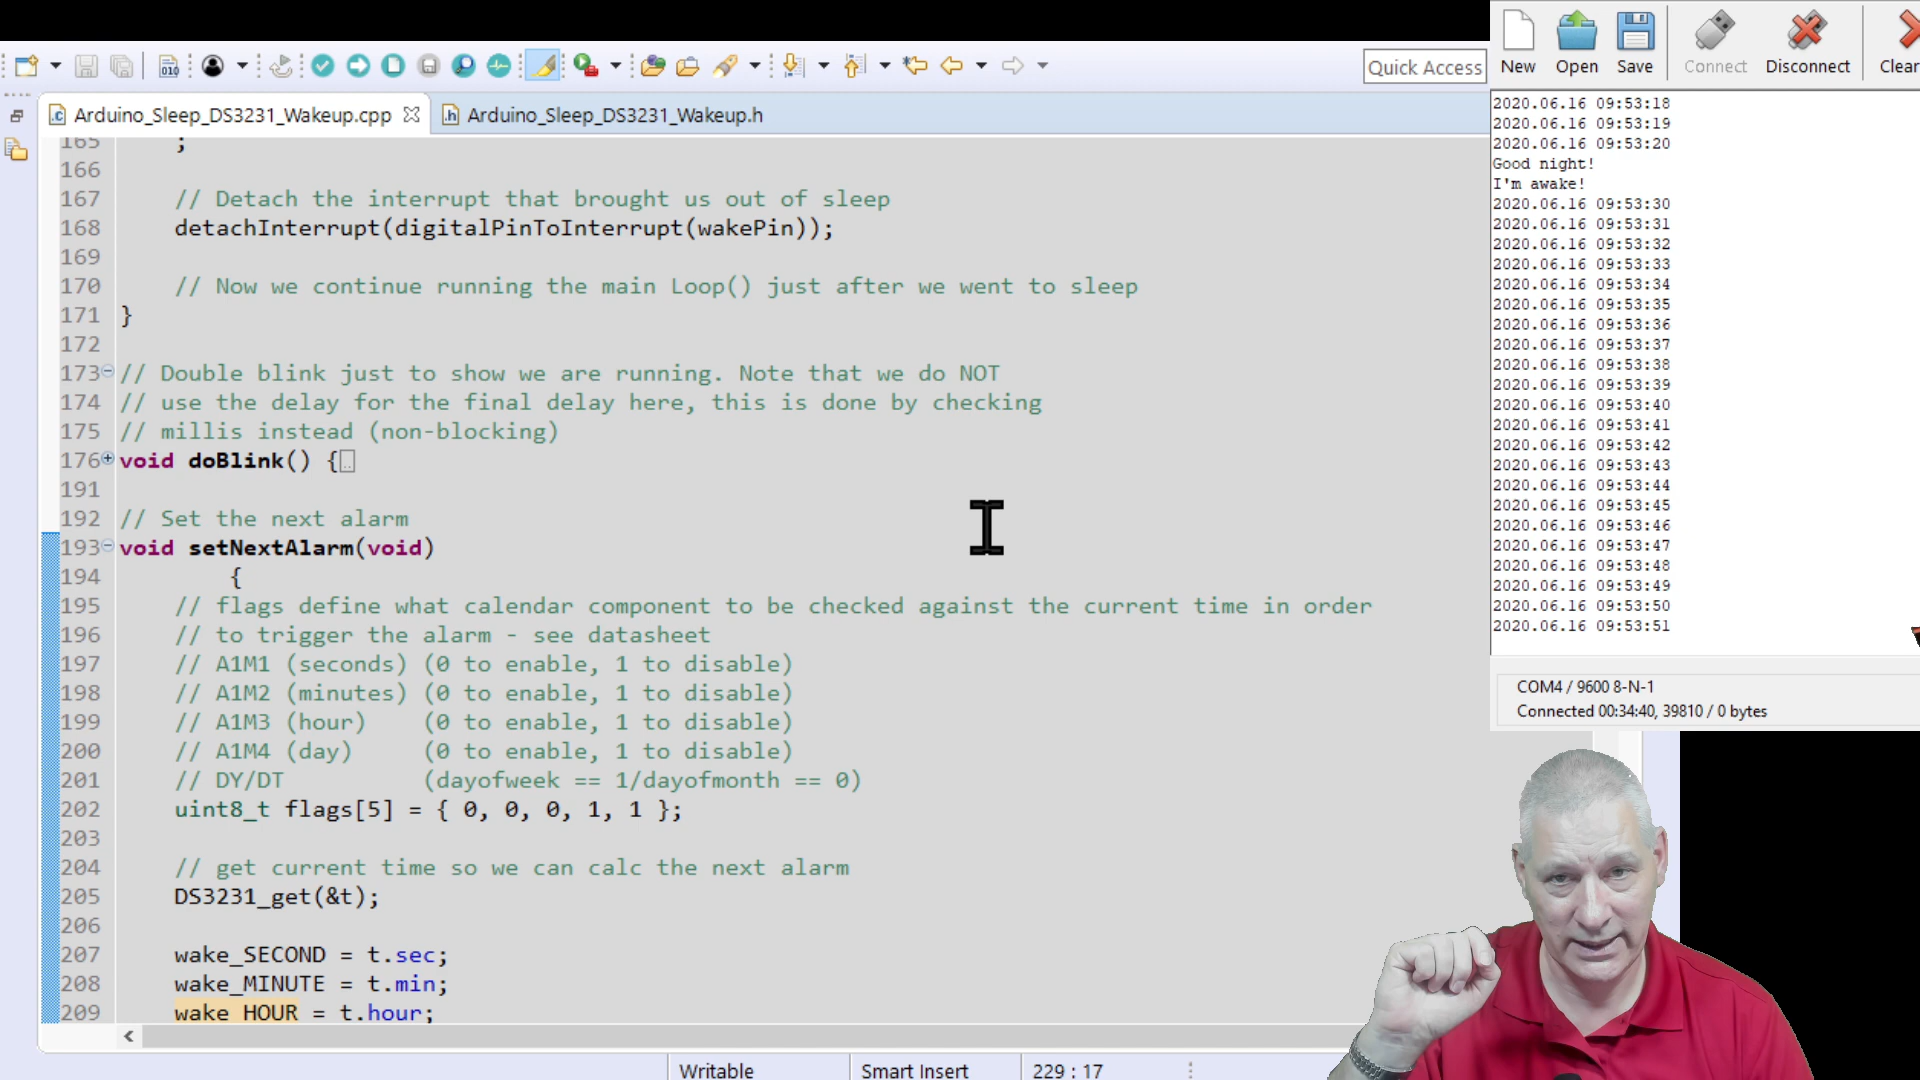 Quick Access
Arduino_Sleep_DS3231_Wakeup.cpp
Arduino_Sleep_DS3231_Wakeup.h
165     ;
166
167     // Detach the interrupt that brought us out of sleep
168     detachInterrupt(digitalPinToInterrupt(wakePin));
169
170     // Now we continue running the main Loop() just after we went to sleep
171 }
172
173 // Double blink just to show we are running. Note that we do NOT
174 // use the delay for the final delay here, this is done by checking
175 // millis instead (non-blocking)
176 void doBlink() {
191
192 // Set the next alarm
193 void setNextAlarm(void)
194         {
195     // flags define what calendar component to be checked against the current time in order
196     // to trigger the alarm - see datasheet
197     // A1M1 (seconds) (0 to enable, 1 to disable)
198     // A1M2 (minutes) (0 to enable, 1 to disable)
199     // A1M3 (hour)    (0 to enable, 1 to disable)
200     // A1M4 (day)     (0 to enable, 1 to disable)
201     // DY/DT          (dayofweek == 1/dayofmonth == 0)
202     uint8_t flags[5] = { 0, 0, 0, 1, 1 };
203
204     // get current time so we can calc the next alarm
205     DS3231_get(&t);
206
207     wake_SECOND = t.sec;
208     wake_MINUTE = t.min;
209     wake_HOUR = t.hour;
Writable
Smart Insert
229 : 17
New
Open
Save
Connect
Disconnect
Clear
2020.06.16 09:53:18
2020.06.16 09:53:19
2020.06.16 09:53:20
Good night!
I'm awake!
2020.06.16 09:53:30
2020.06.16 09:53:31
2020.06.16 09:53:32
2020.06.16 09:53:33
2020.06.16 09:53:34
2020.06.16 09:53:35
2020.06.16 09:53:36
2020.06.16 09:53:37
2020.06.16 09:53:38
2020.06.16 09:53:39
2020.06.16 09:53:40
2020.06.16 09:53:41
2020.06.16 09:53:42
2020.06.16 09:53:43
2020.06.16 09:53:44
2020.06.16 09:53:45
2020.06.16 09:53:46
2020.06.16 09:53:47
2020.06.16 09:53:48
2020.06.16 09:53:49
2020.06.16 09:53:50
2020.06.16 09:53:51
COM4 / 9600 8-N-1
Connected 00:34:40, 39810 / 0 bytes